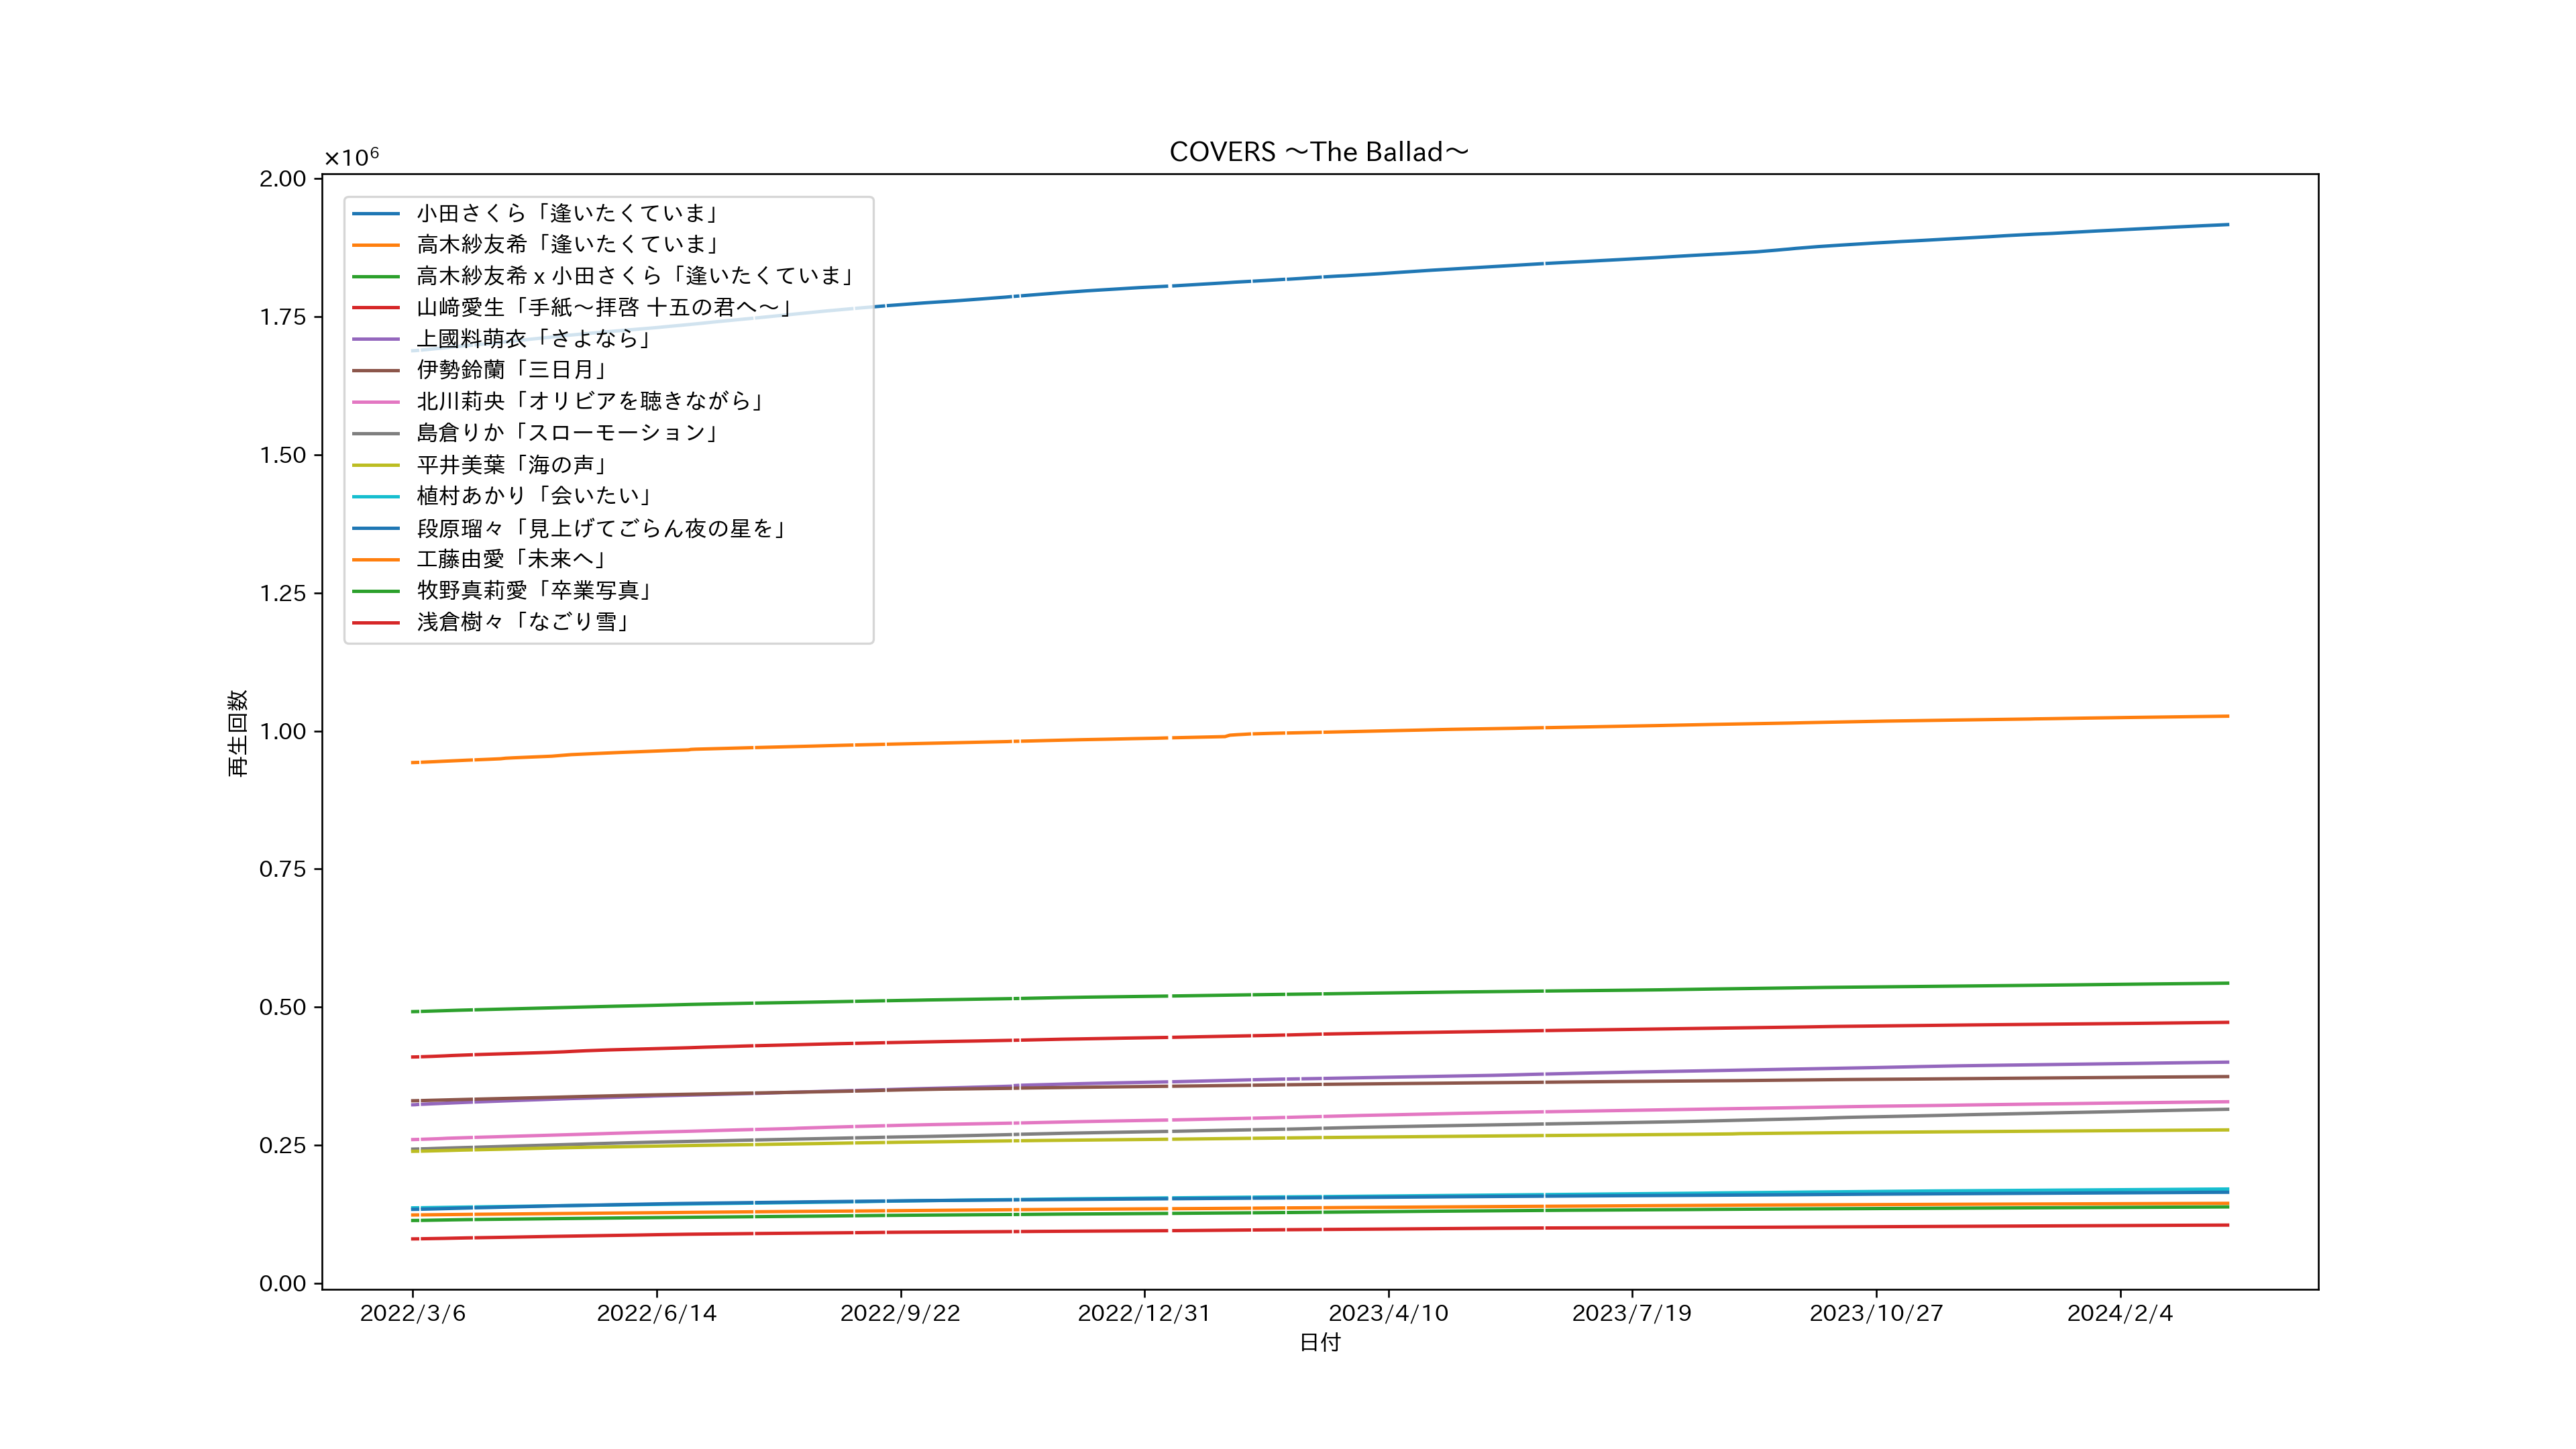 COVERS ～The Ballad～
×10⁶
2.00
1.75
1.50
1.25
1.00
0.75
0.50
0.25
0.00
再生回数
小田さくら「逢いたくていま」
高木紗友希「逢いたくていま」
高木紗友希 x 小田さくら「逢いたくていま」
山﨑愛生「手紙～拝啓 十五の君へ～」
上國料萌衣「さよなら」
伊勢鈴蘭「三日月」
北川莉央「オリビアを聴きながら」
島倉りか「スローモーション」
平井美葉「海の声」
植村あかり「会いたい」
段原瑠々「見上げてごらん夜の星を」
工藤由愛「未来へ」
牧野真莉愛「卒業写真」
浅倉樹々「なごり雪」
2022/3/6
2022/6/14
2022/9/22
2022/12/31
2023/4/10
2023/7/19
2023/10/27
2024/2/4
日付